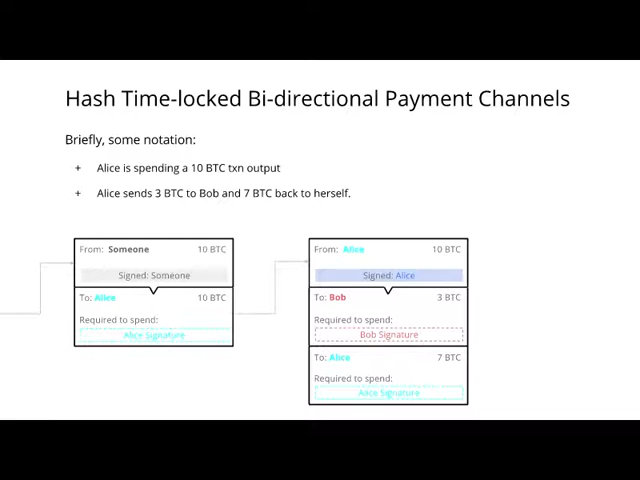 Hash Time-locked Bi-directional Payment Channels
Briefly, some notation:
+ Alice is spending a 10 BTC txn output
+ Alice sends 3 BTC to Bob and 7 BTC back to herself.
From: Someone 10 BTC
Signed: Someone
To: Alice 10 BTC
Required to spend:
Alice Signature
From: Alice 10 BTC
Signed: Alice
To: Bob 3 BTC
Required to spend:
Bob Signature
To: Alice 7 BTC
Required to spend:
Alice Signature